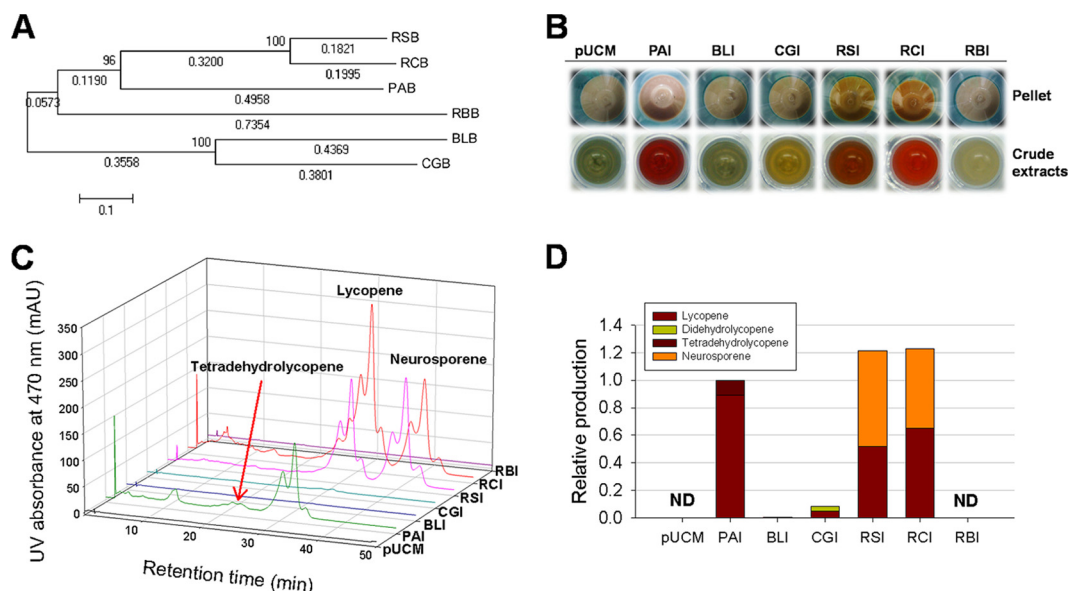 A
100
RSB
0.1821
96
0.3200
RCB
0.1190
0.1995
PAB
0.0573
0.4958
RBB
0.7354
BLB
100
0.4369
0.3558
CGB
0.3801
0.1
B
pUCM PAI BLI CGI RSI RCI RBI
Pellet
Crude
extracts
C
UV absorbance at 470 nm (mAU)
350
300
250
200
150
100
50
0
Lycopene
Neurosporene
Tetradehydrolycopene
RBI
RCI
RSI
CGI
BLI
PAI
pUCM
10 20 30 40 50
Retention time (min)
D
Lycopene
Didehydrolycopene
Tetradehydrolycopene
Neurosporene
Relative production
1.4
1.2
1.0
0.8
0.6
0.4
0.2
0.0
ND ND
pUCM PAI BLI CGI RSI RCI RBI